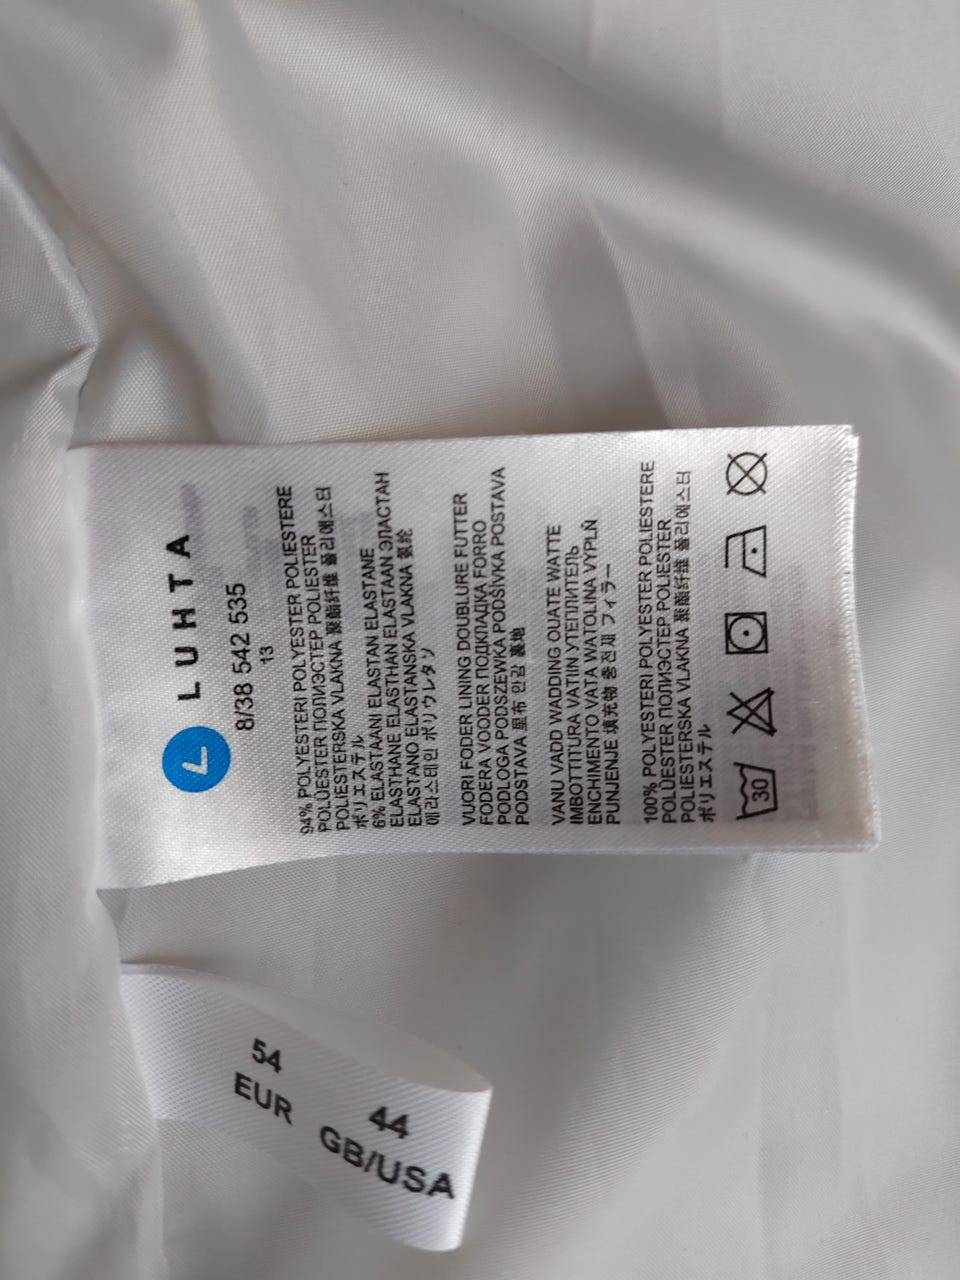 LUHTA
8/38 542 535
13
94% POLYESTERI POLYESTER POLIESTERE
POLÜESTER ПОЛИЭСТЕР POLIESTER
POLIESTERSKA VLAKNA 聚酯纤维 폴리에스터
ポリエステル
6% ELASTAANI ELASTAN ELASTANE
ELASTHANE ELASTHAN ELASTAAN ЭЛАСТАН
ELASTANO ELASTANSKA VLAKNA 氨纶
에라스테인 ポリウレタン
VUORI FODER LINING DOUBLURE FUTTER
FODERA VOODER ПОДКЛАДКА FORRO
PODLOGA PODSZEWKA PODŠÍVKA POSTAVA
PODSTAVA 里布 안감 裏地
VANU VADD WADDING OUATE WATTE
IMBOTTITURA VATIIN УТЕПЛИТЕЛЬ
ENCHIMENTO VATA WATOLINA VÝPLŇ
PUNJENJE 填充物 충전재 フィラー
100% POLYESTERI POLYESTER POLIESTERE
POLÜESTER ПОЛИЭСТЕР POLIESTER
POLIESTERSKA VLAKNA 聚酯纤维 폴리에스터
ポリエステル
30
54
EUR
44
GB/USA